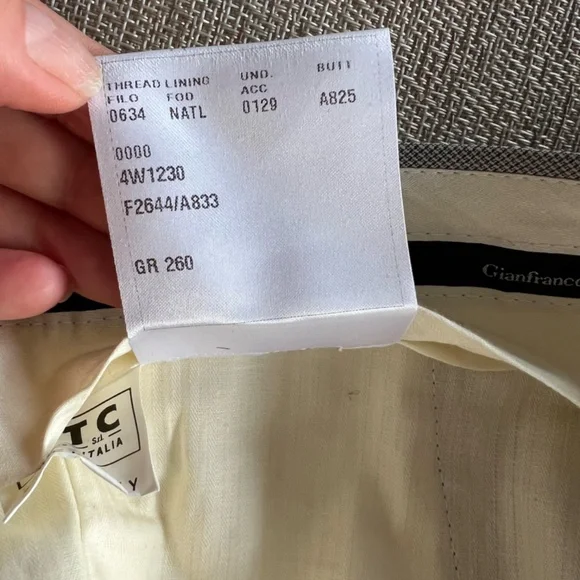 THREAD LINING UND. BUTT
FILO FOD ACC
0634 NATL 0129 A825
0000
4W1230
F2644/A833
GR 260
Gianfranco
TC
S.r.l.
ITALIA
Y